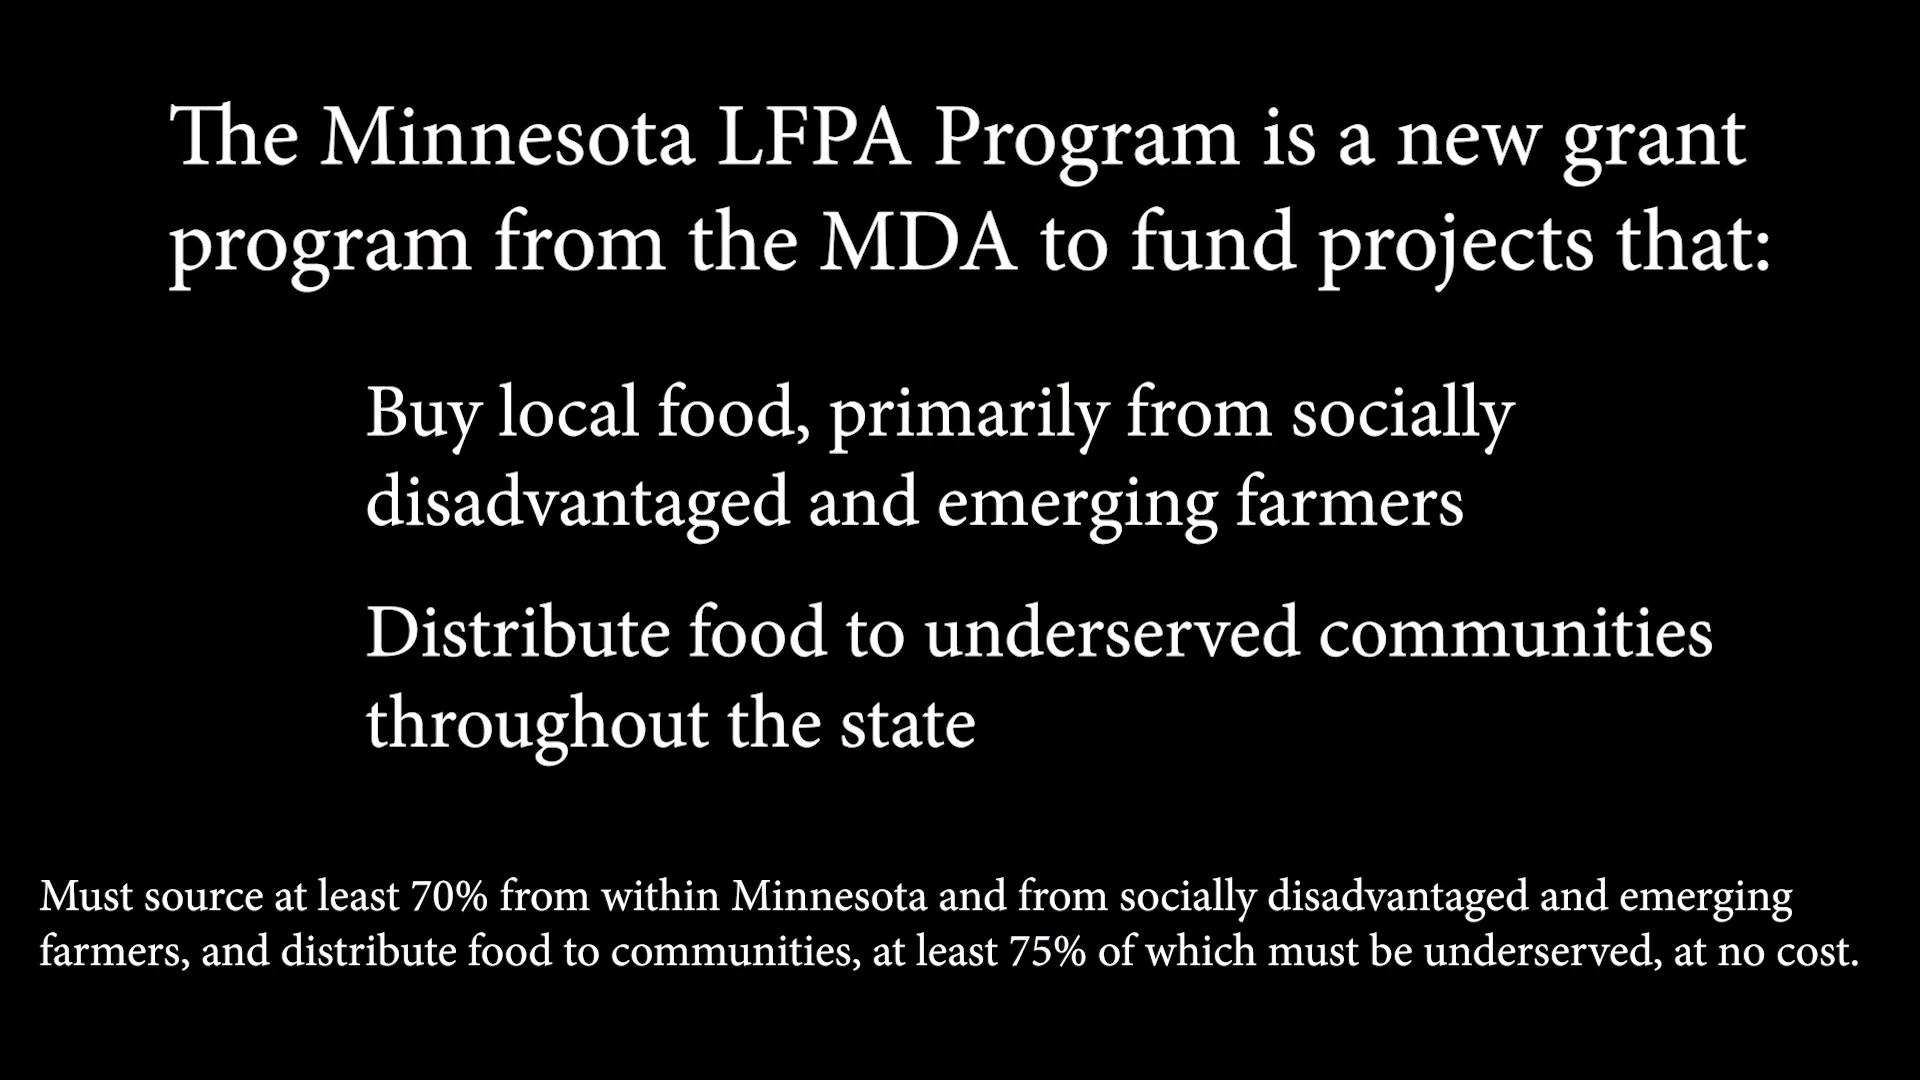 The Minnesota LFPA Program is a new grant
program from the MDA to fund projects that:
Buy local food, primarily from socially
disadvantaged and emerging farmers
Distribute food to underserved communities
throughout the state
Must source at least 70% from within Minnesota and from socially disadvantaged and emerging
farmers, and distribute food to communities, at least 75% of which must be underserved, at no cost.